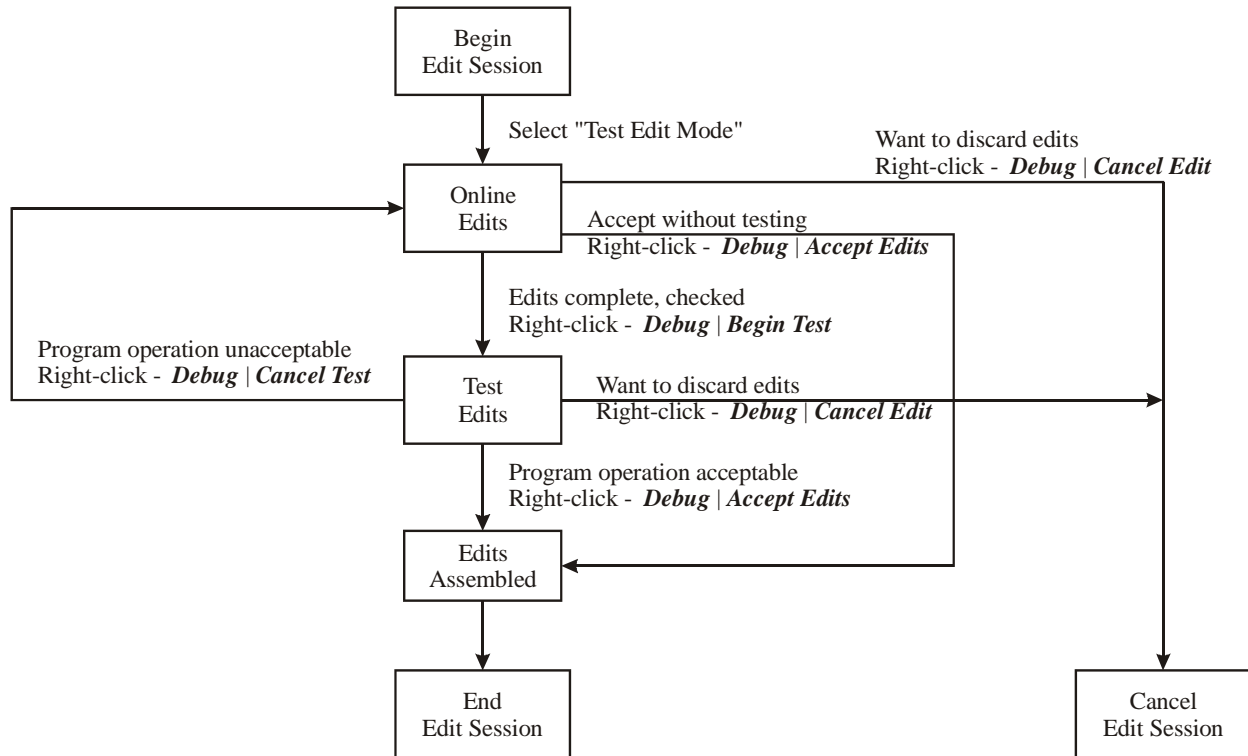 Begin
Edit Session
Select "Test Edit Mode"
Want to discard edits
Right-click - Debug | Cancel Edit
Online
Edits
Accept without testing
Right-click - Debug | Accept Edits
Edits complete, checked
Right-click - Debug | Begin Test
Program operation unacceptable
Right-click - Debug | Cancel Test
Test
Edits
Want to discard edits
Right-click - Debug | Cancel Edit
Program operation acceptable
Right-click - Debug | Accept Edits
Edits
Assembled
End
Edit Session
Cancel
Edit Session